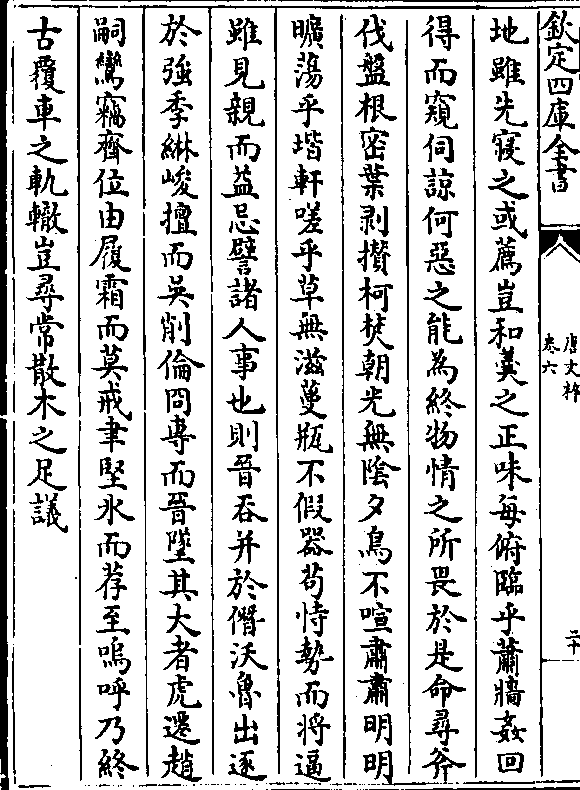 欽定四庫全書
唐文粹
卷六
二十
地雖先寢之或薦豈和羮之正味每俯臨乎蕭牆姦回
得而窺伺諒何惡之能為終物情之所畏於是命尋斧
伐盤根密葉剥攅柯焚朝光無陰夕鳥不喧肅肅明明
曠蕩乎堦軒嗟乎草無滋蔓瓶不假器苟恃勢而將逼
雖見親而益忌譬諸人事也則晉吞并於僭沃魯出逐
於強季緤峻擅而吳削倫冏專而晉墜其大者虎遷趙
嗣鸞竊齊位由履霜而莫戒聿堅氷而荐至嗚呼乃終
古覆車之軌轍豈尋常散木之足議